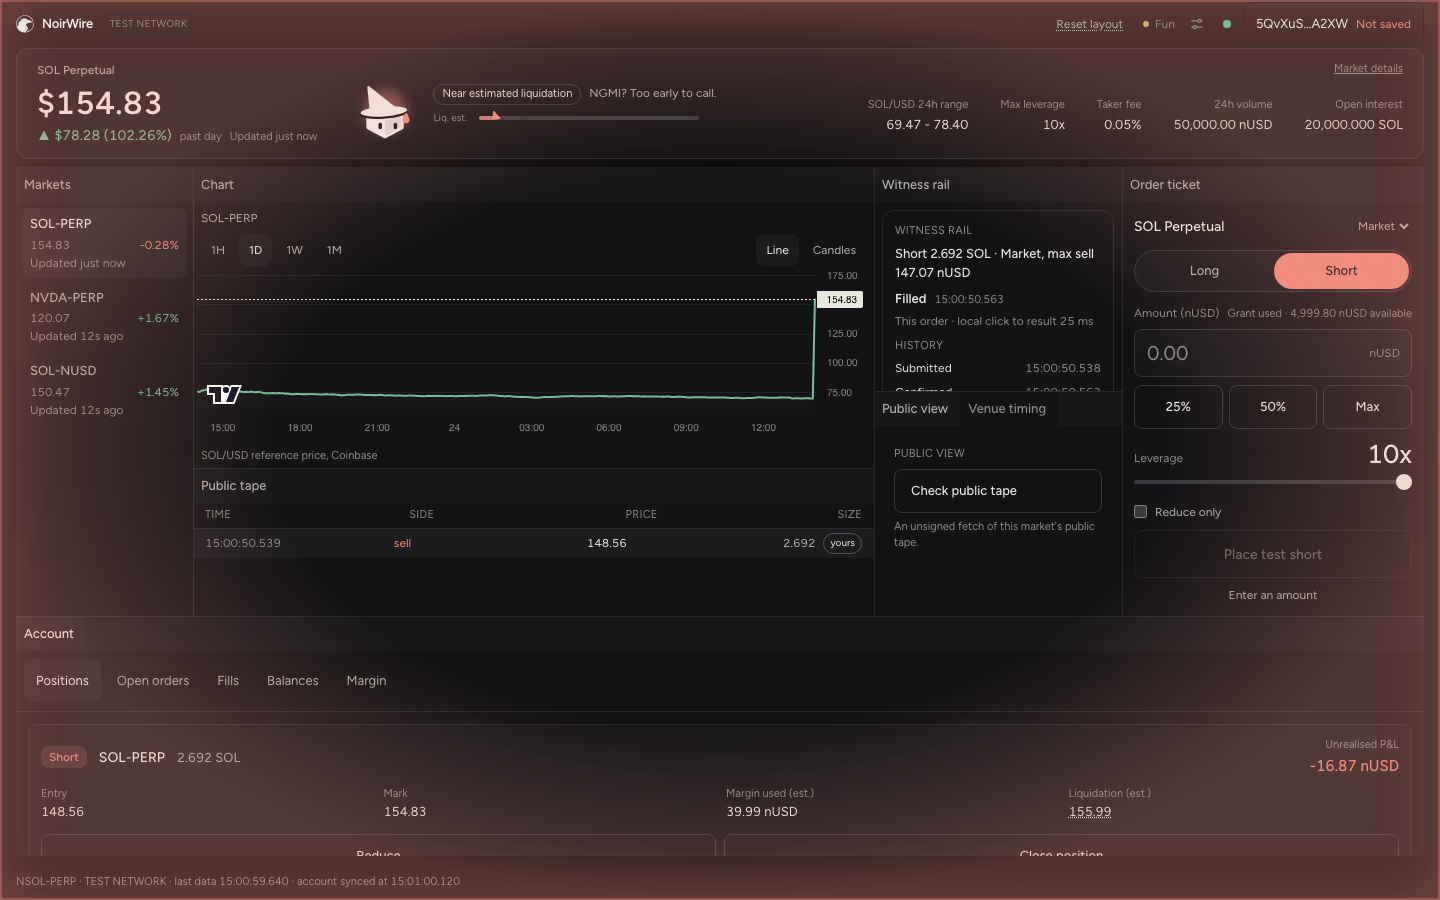 NoirWire TEST NETWORK
Reset layout Fun 5QvXuS...A2XW Not saved
SOL Perpetual
$154.83
▲ $78.28 (102.26%) past day Updated just now
Near estimated liquidation NGMI? Too early to call.
Liq. est.
Market details
SOL/USD 24h range Max leverage Taker fee 24h volume Open interest
69.47 - 78.40 10x 0.05% 50,000.00 nUSD 20,000.000 SOL
Markets
SOL-PERP
154.83 -0.28%
Updated just now
NVDA-PERP
120.07 +1.67%
Updated 12s ago
SOL-NUSD
150.47 +1.45%
Updated 12s ago
Chart
SOL-PERP
1H 1D 1W 1M Line Candles
175.00
154.83
125.00
100.00
75.00
15:00 18:00 21:00 24 03:00 06:00 09:00 12:00
SOL/USD reference price, Coinbase
Public tape
TIME SIDE PRICE SIZE
15:00:50.539 sell 148.56 2.692 yours
Witness rail
WITNESS RAIL
Short 2.692 SOL · Market, max sell
147.07 nUSD
Filled 15:00:50.563
This order · local click to result 25 ms
HISTORY
Submitted 15:00:50.538
Confirmed 15:00:50.563
Public view Venue timing
PUBLIC VIEW
Check public tape
An unsigned fetch of this market's public
tape.
Order ticket
SOL Perpetual Market
Long Short
Amount (nUSD) Grant used · 4,999.80 nUSD available
0.00 nUSD
25% 50% Max
Leverage 10x
Reduce only
Place test short
Enter an amount
Account
Positions Open orders Fills Balances Margin
Short SOL-PERP 2.692 SOL
Unrealised P&L
-16.87 nUSD
Entry Mark Margin used (est.) Liquidation (est.)
148.56 154.83 39.99 nUSD 155.99
Reduce Close position
NSOL-PERP · TEST NETWORK · last data 15:00:59.640 · account synced at 15:01:00.120